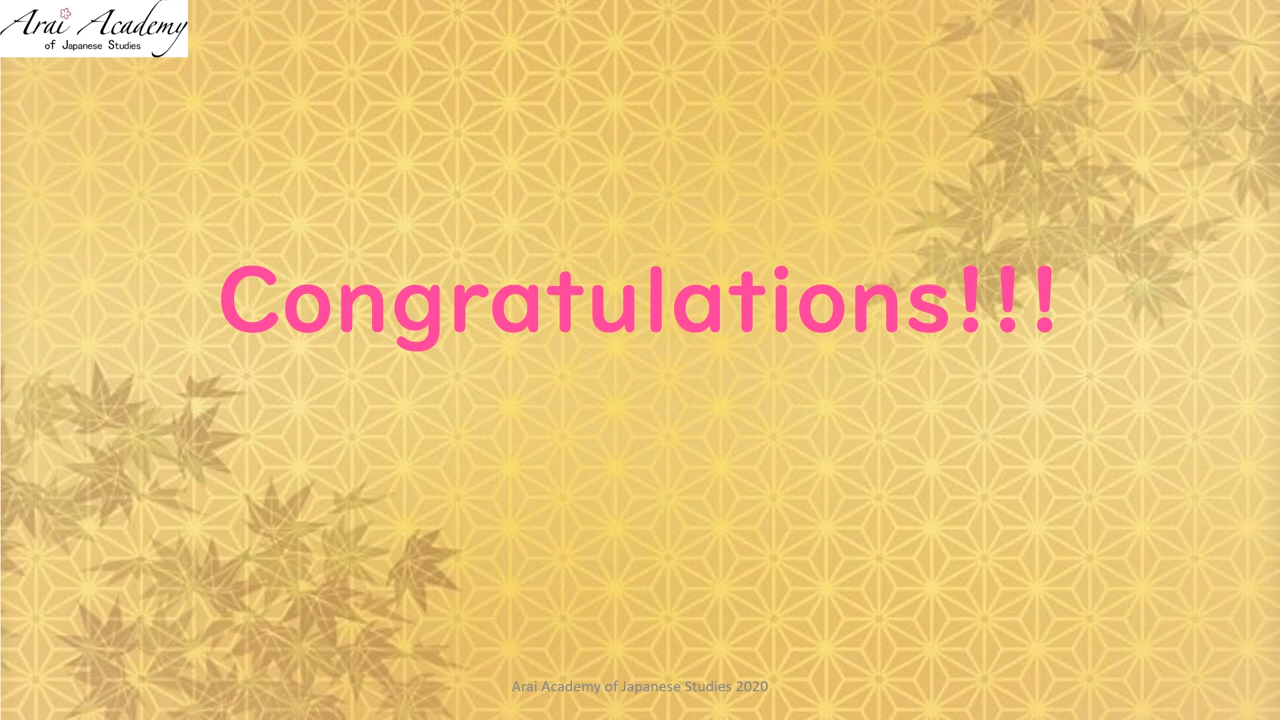 Arai Academy
of Japanese Studies
Congratulations!!!
Arai Academy of Japanese Studies 2020